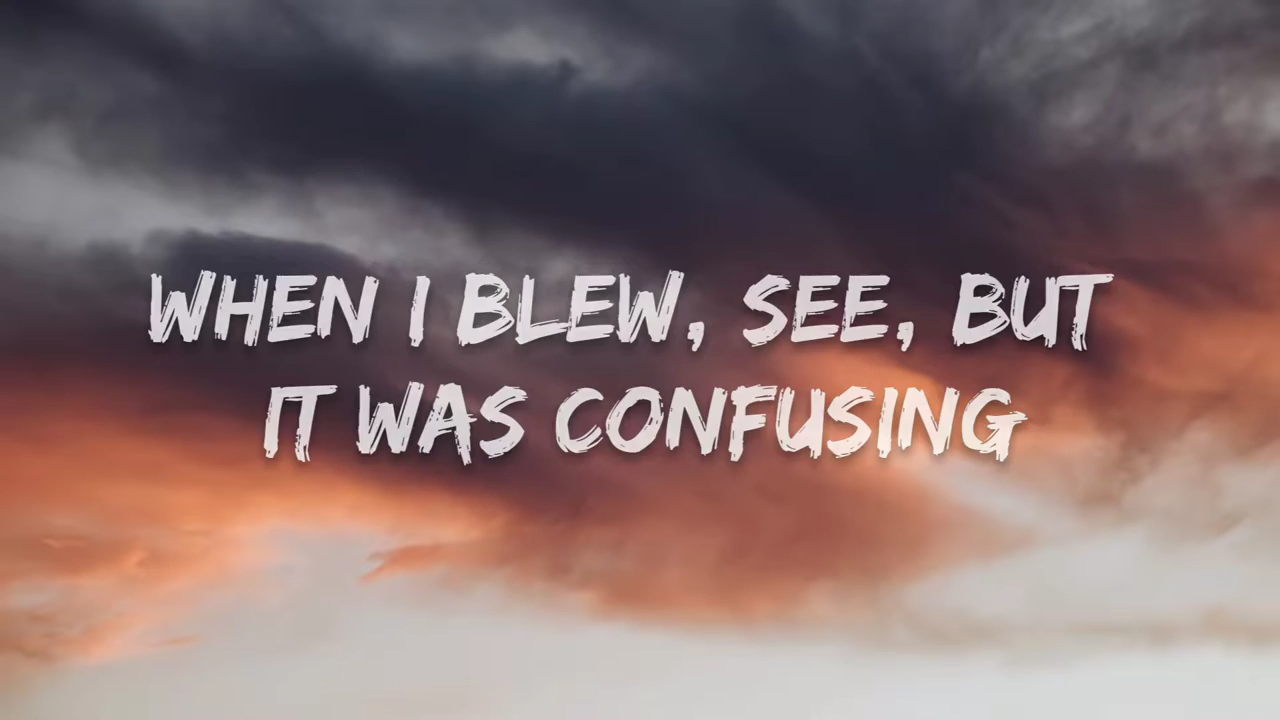 WHEN I BLEW, SEE, BUT
IT WAS CONFUSING